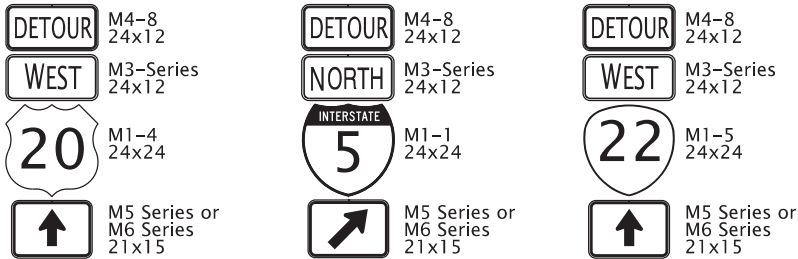 DETOUR
M4-8
24x12
WEST
M3-Series
24x12
20
M1-4
24x24
M5 Series or
M6 Series
21x15
DETOUR
M4-8
24x12
NORTH
M3-Series
24x12
INTERSTATE
5
M1-1
24x24
M5 Series or
M6 Series
21x15
DETOUR
M4-8
24x12
WEST
M3-Series
24x12
22
M1-5
24x24
M5 Series or
M6 Series
21x15